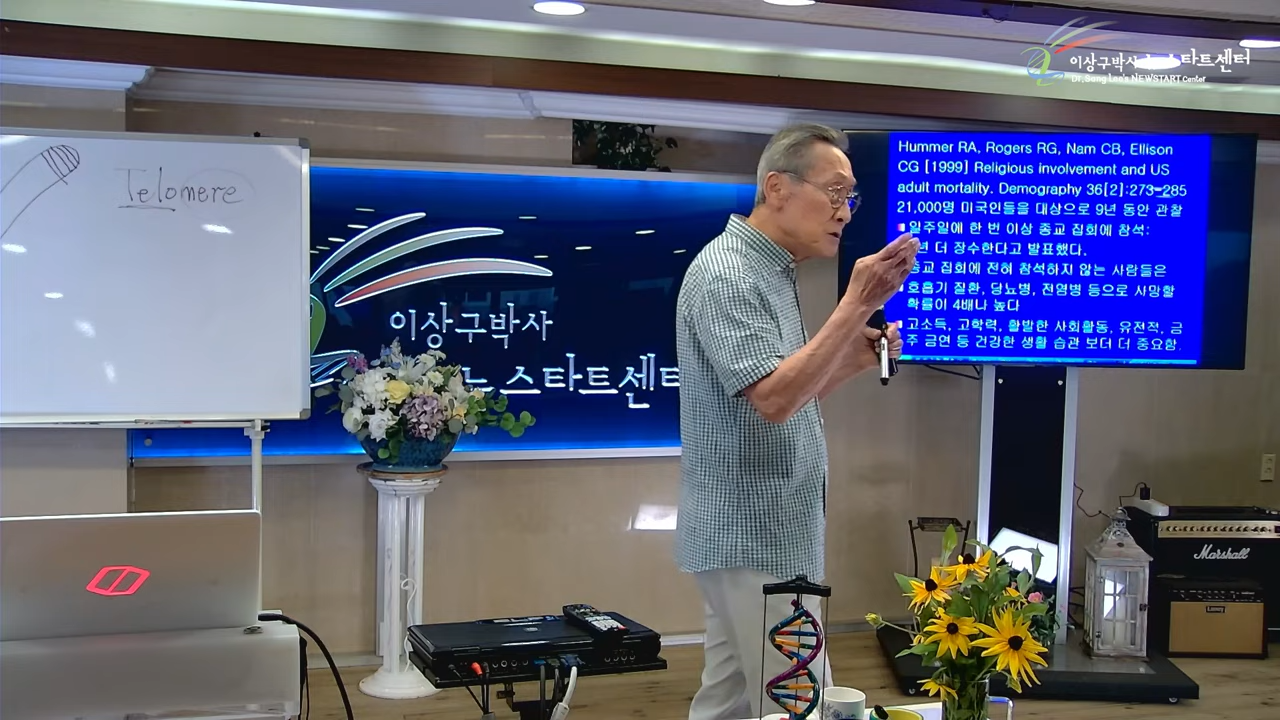 이상구박사 뉴스타트센터
Dr. Sang Lee's NEWSTART Center
Telomere
이상구박사
뉴스타트센터
Hummer RA, Rogers RG, Nam CB, Ellison
CG [1999] Religious involvement and US
adult mortality. Demography 36[2]:273-285
21,000명 미국인들을 대상으로 9년 동안 관찰
일주일에 한 번 이상 종교 집회에 참석:
년 더 장수한다고 발표했다.
종교 집회에 전혀 참석하지 않는 사람들은
호흡기 질환, 당뇨병, 전염병 등으로 사망할
확률이 4배나 높다
고소득, 고학력, 활발한 사회활동, 유전적, 금
주 금연 등 건강한 생활 습관 보더 더 중요함.
Marshall
Laney